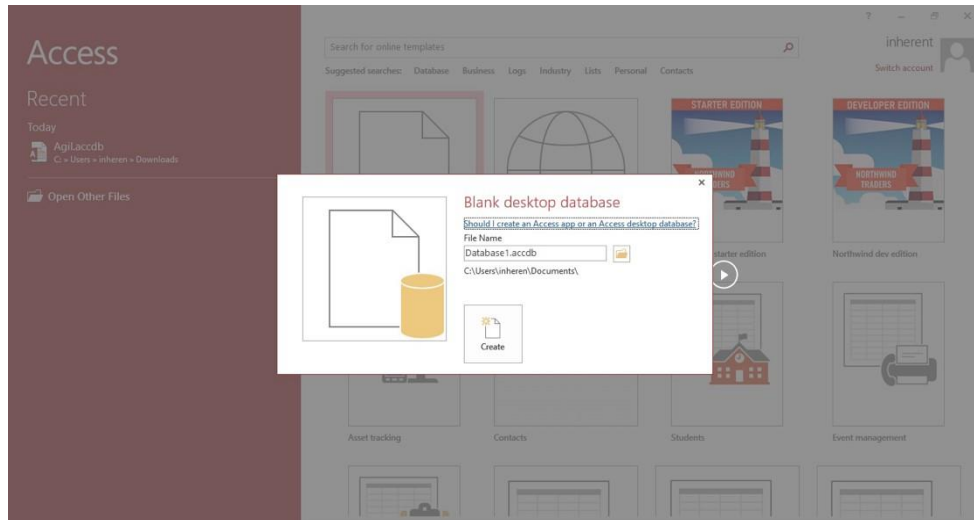 Access
Recent
Today
Agil.accdb
C: » Users » inheren » Downloads
Open Other Files
? – ✕
inherent
Switch account
Search for online templates
Suggested searches: Database Business Logs Industry Lists Personal Contacts
STARTER EDITION
NORTHWIND
DEVELOPER EDITION
NORTHWIND
TRADERS
Blank desktop database
Should I create an Access app or an Access desktop database?
File Name
Database1.accdb
C:\Users\inheren\Documents\
Create
starter edition
Northwind dev edition
Asset tracking
Contacts
Students
Event management